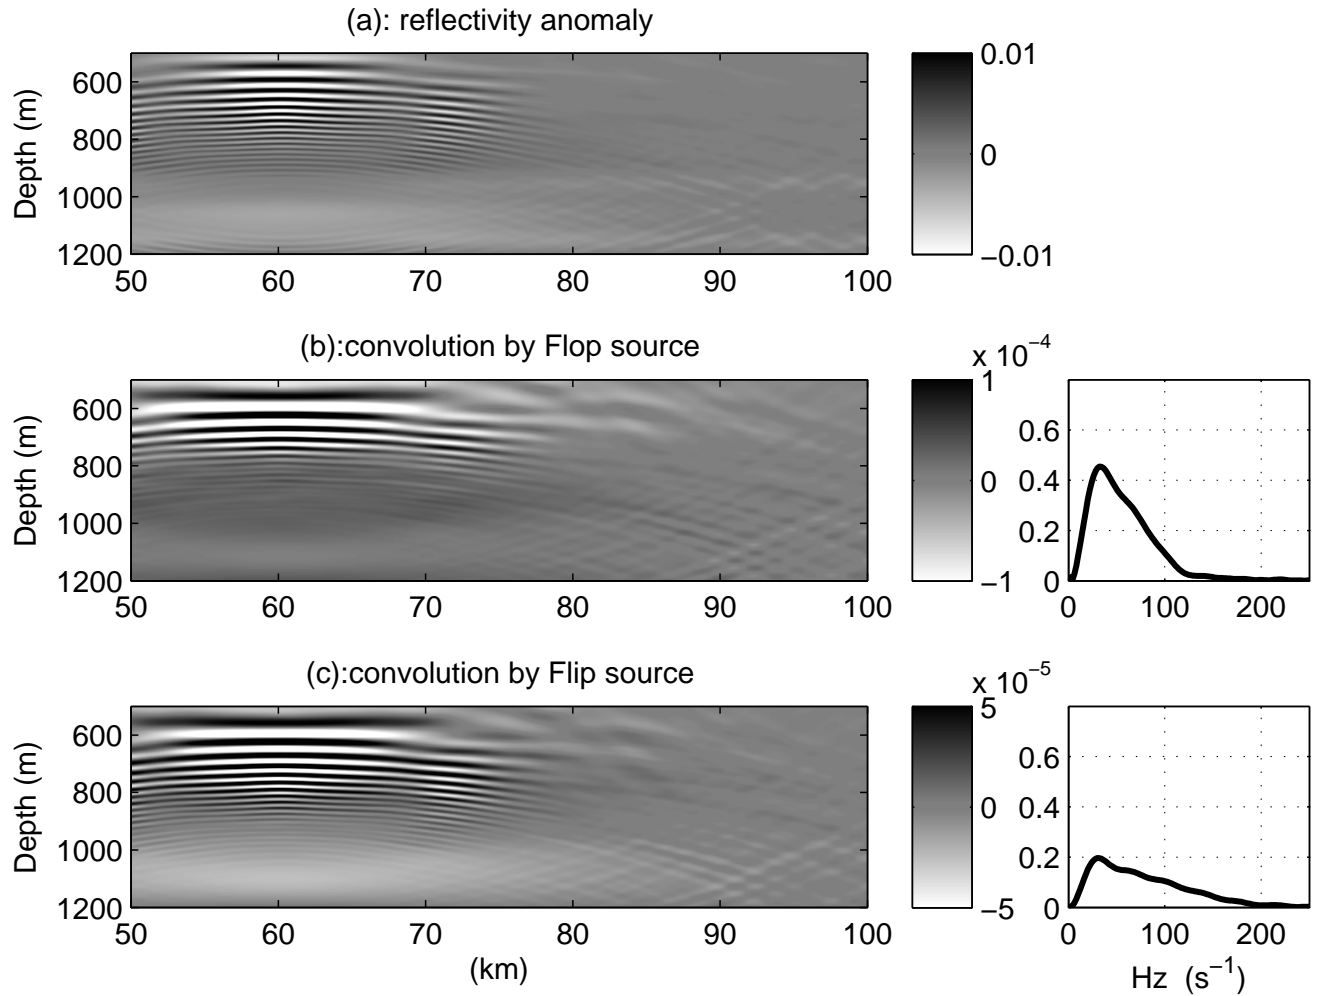 (a): reflectivity anomaly
Depth (m)
600
800
1000
1200
50 60 70 80 90 100
0.01
0
−0.01
(b):convolution by Flop source
Depth (m)
600
800
1000
1200
50 60 70 80 90 100
x 10−4
1
0
−1
0.6
0.4
0.2
0
0 100 200
(c):convolution by Flip source
Depth (m)
600
800
1000
1200
50 60 70 80 90 100
(km)
x 10−5
5
0
−5
0.6
0.4
0.2
0
0 100 200
Hz (s−1)